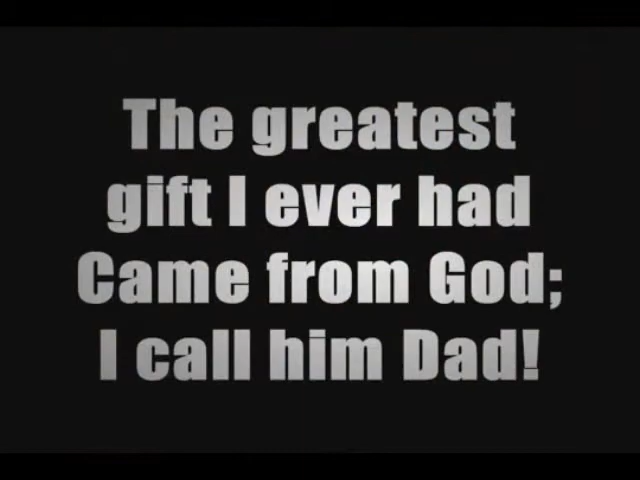 The greatest
gift I ever had
Came from God;
I call him Dad!